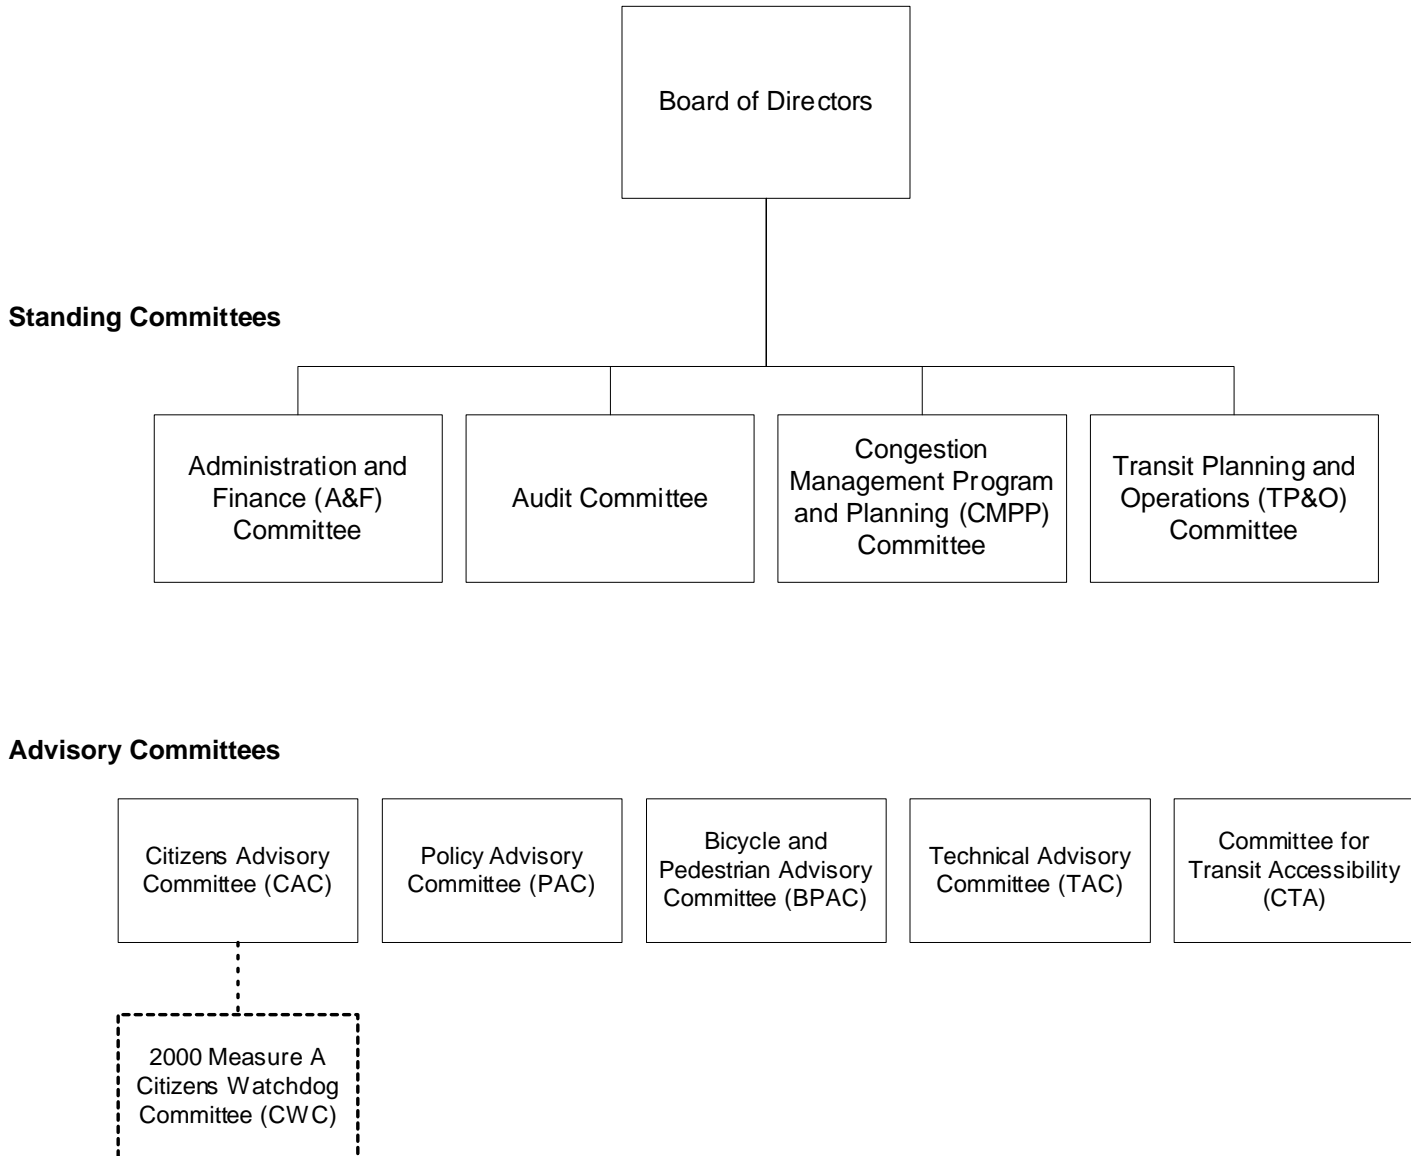 Board of Directors
Standing Committees
Administration and
Finance (A&F)
Committee
Audit Committee
Congestion
Management Program
and Planning (CMPP)
Committee
Transit Planning and
Operations (TP&O)
Committee
Advisory Committees
Citizens Advisory
Committee (CAC)
Policy Advisory
Committee (PAC)
Bicycle and
Pedestrian Advisory
Committee (BPAC)
Technical Advisory
Committee (TAC)
Committee for
Transit Accessibility
(CTA)
2000 Measure A
Citizens Watchdog
Committee (CWC)